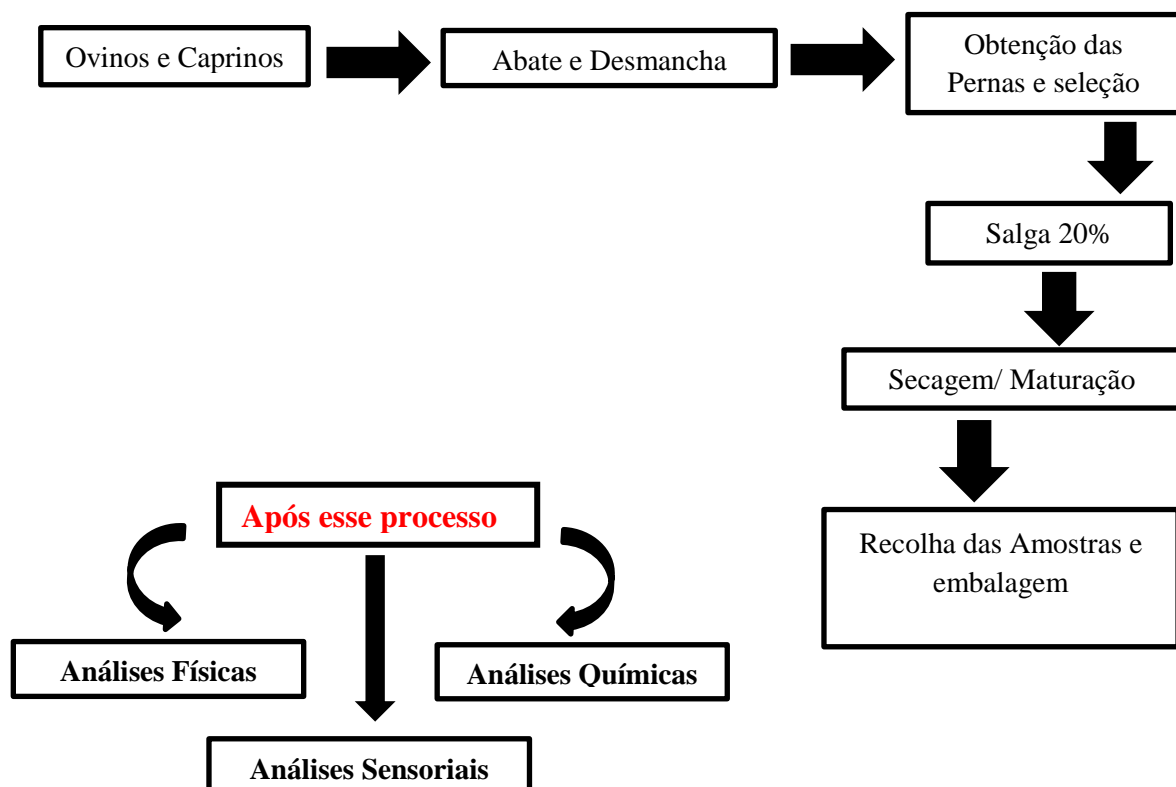 Ovinos e Caprinos
Abate e Desmancha
Obtenção das
Pernas e seleção
Salga 20%
Secagem/ Maturação
Recolha das Amostras e
embalagem
Após esse processo
Análises Físicas
Análises Químicas
Análises Sensoriais